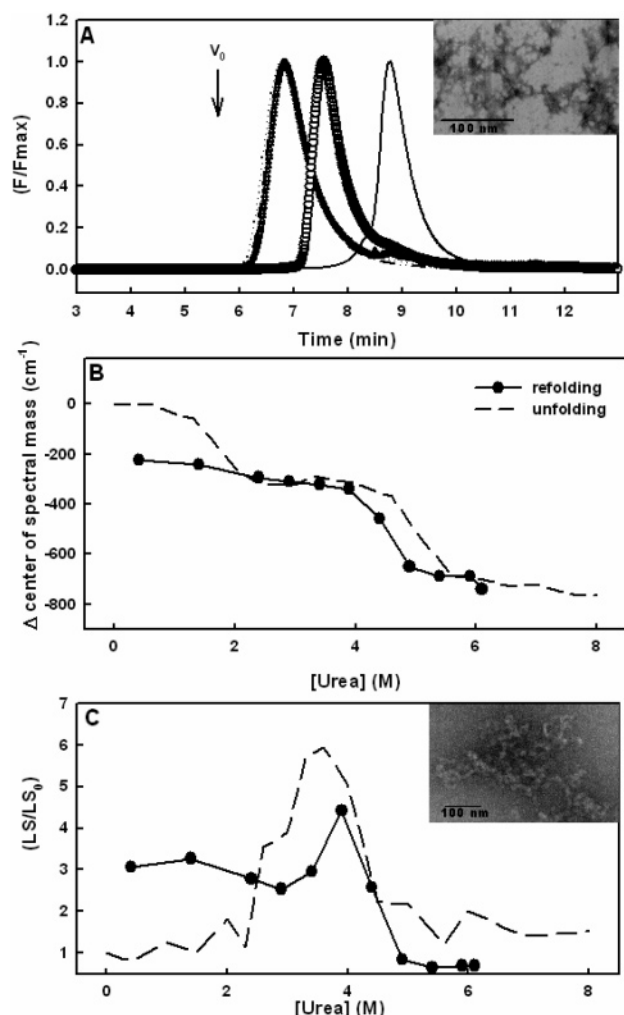 A
V0
(F/Fmax)
1.2
1.0
0.8
0.6
0.4
0.2
0.0
100 nm
3 4 5 6 7 8 9 10 11 12
Time (min)
B
Δ center of spectral mass (cm-1)
refolding
unfolding
0
-200
-400
-600
-800
0 2 4 6 8
[Urea] (M)
C
(LS/LS0)
7
6
5
4
3
2
1
100 nm
0 2 4 6 8
[Urea] (M)